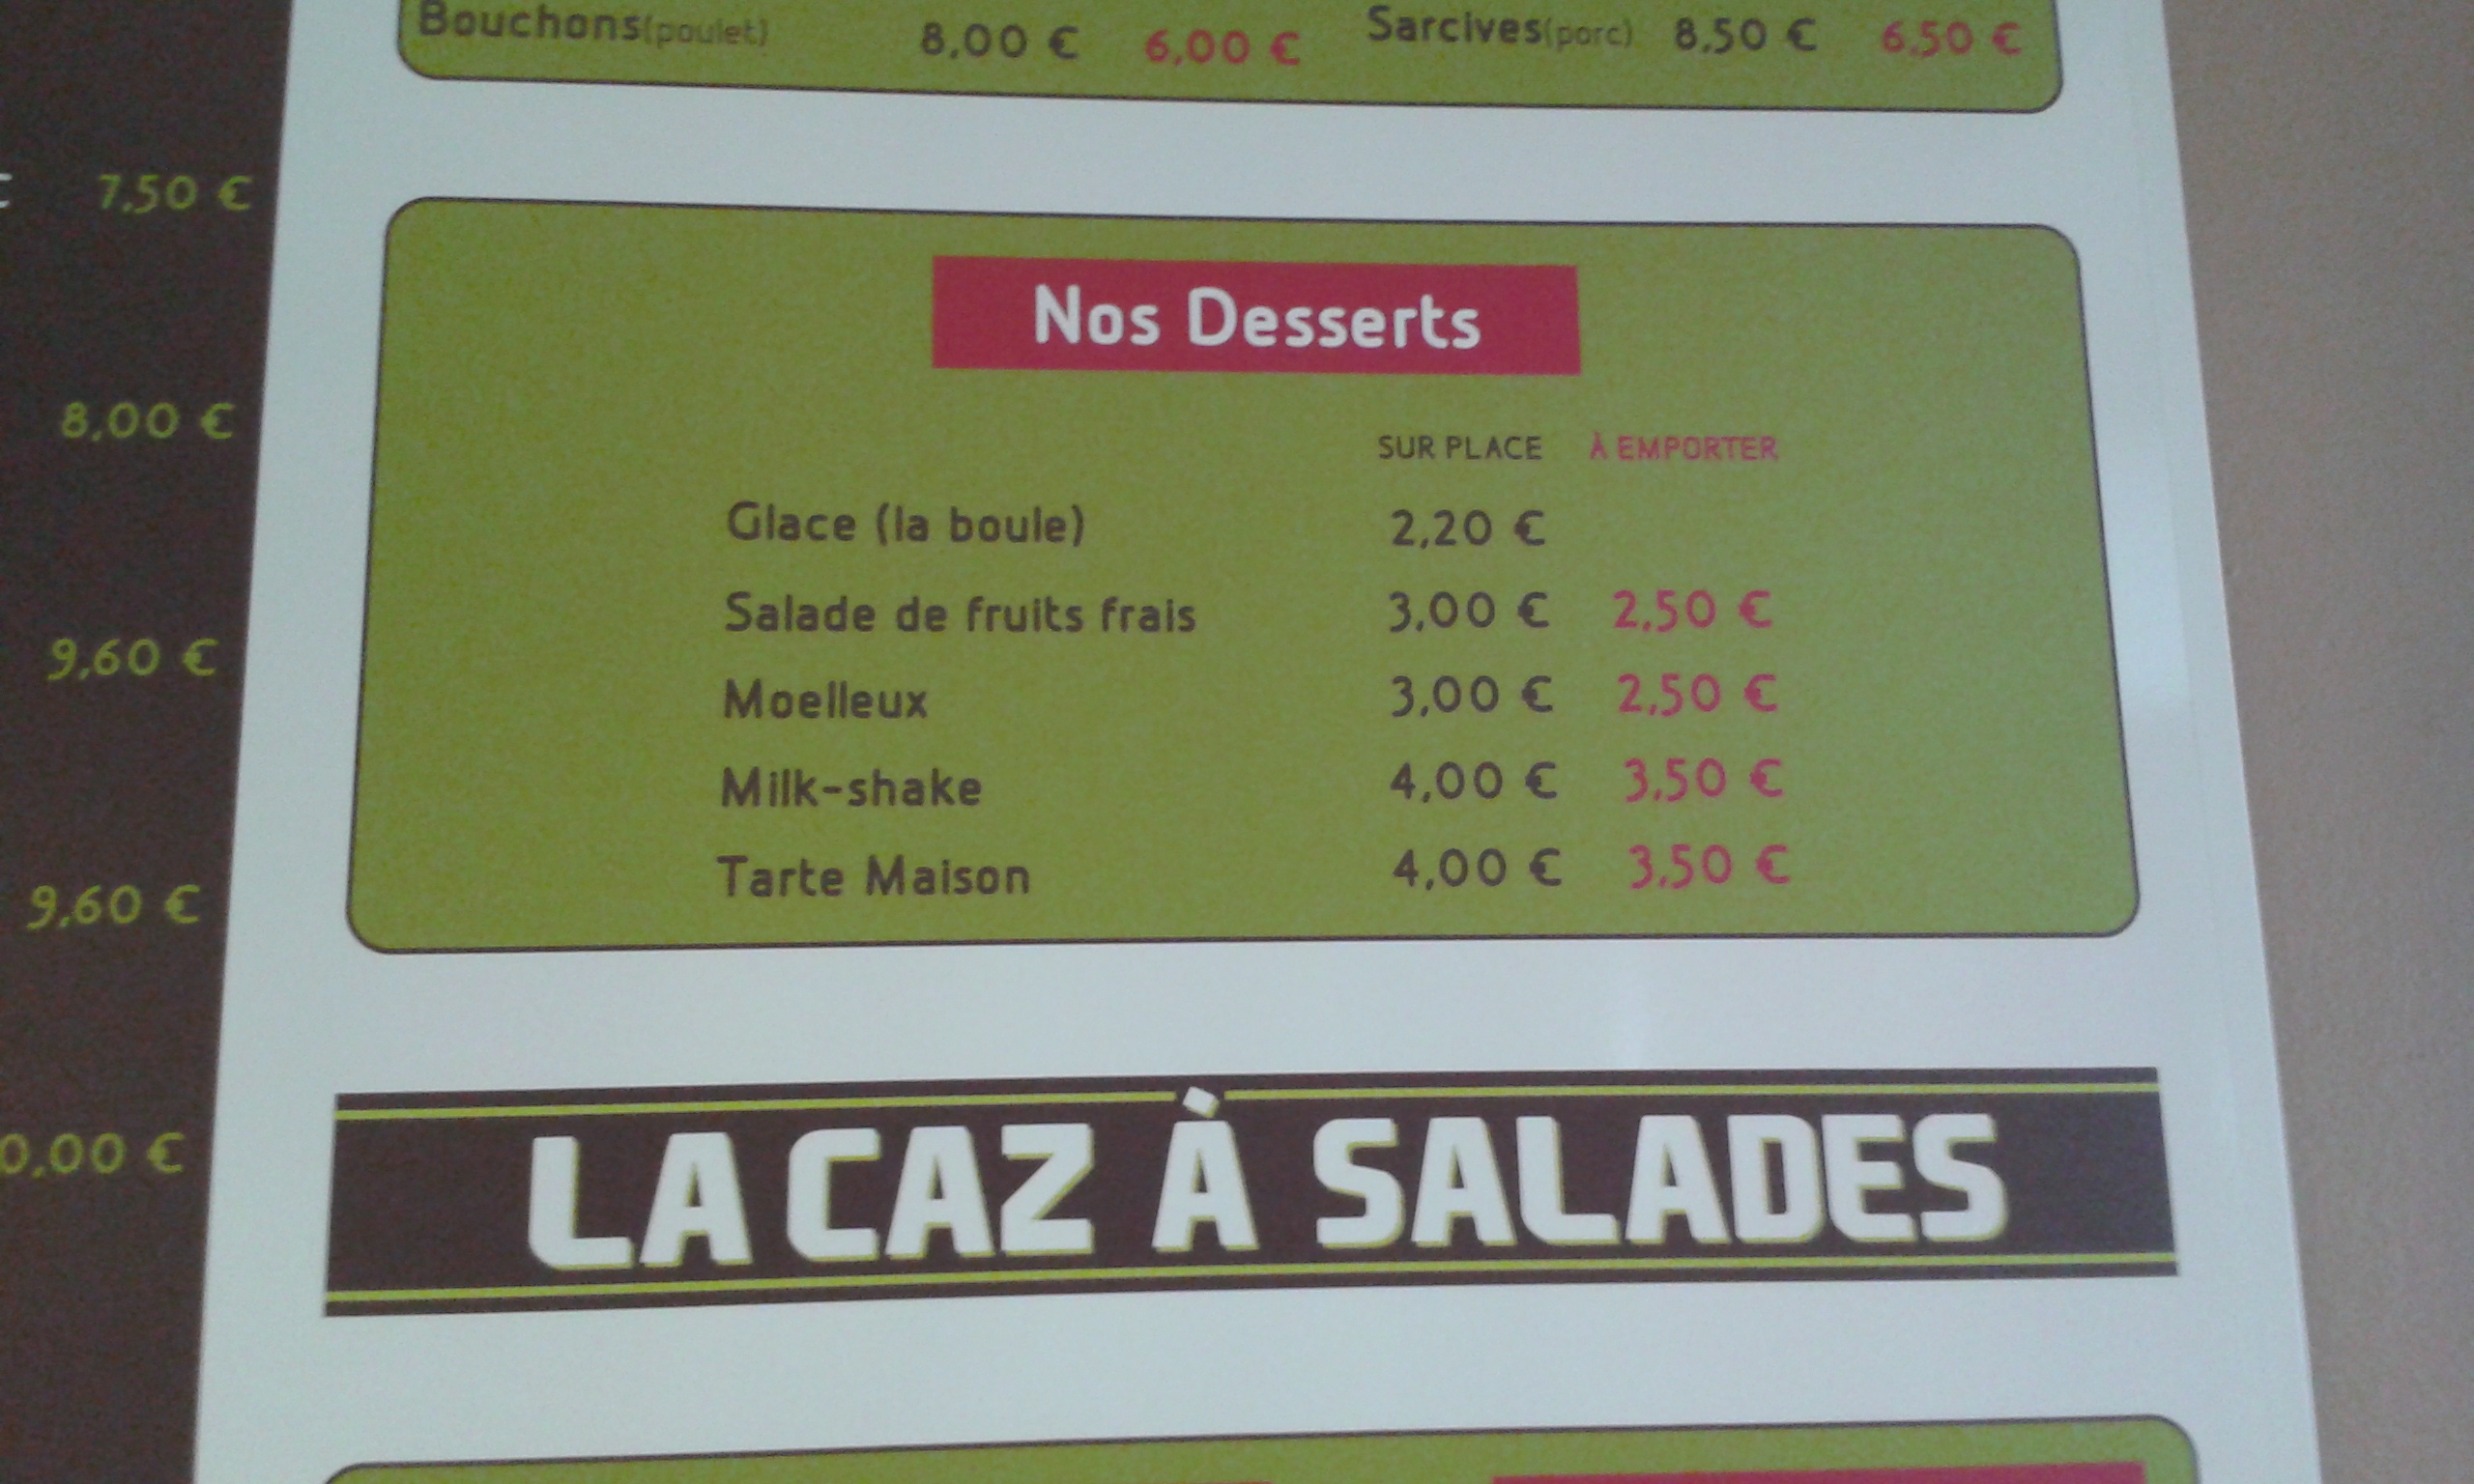 Bouchons(poulet) 8,00 € 6,00 € Sarcives(porc) 8,50 € 6,50 €
7,50 €
8,00 €
9,60 €
9,60 €
0,00 €
Nos Desserts
SUR PLACE À EMPORTER
Glace (la boule) 2,20 €
Salade de fruits frais 3,00 € 2,50 €
Moelleux 3,00 € 2,50 €
Milk-shake 4,00 € 3,50 €
Tarte Maison 4,00 € 3,50 €
LA CAZ À SALADES